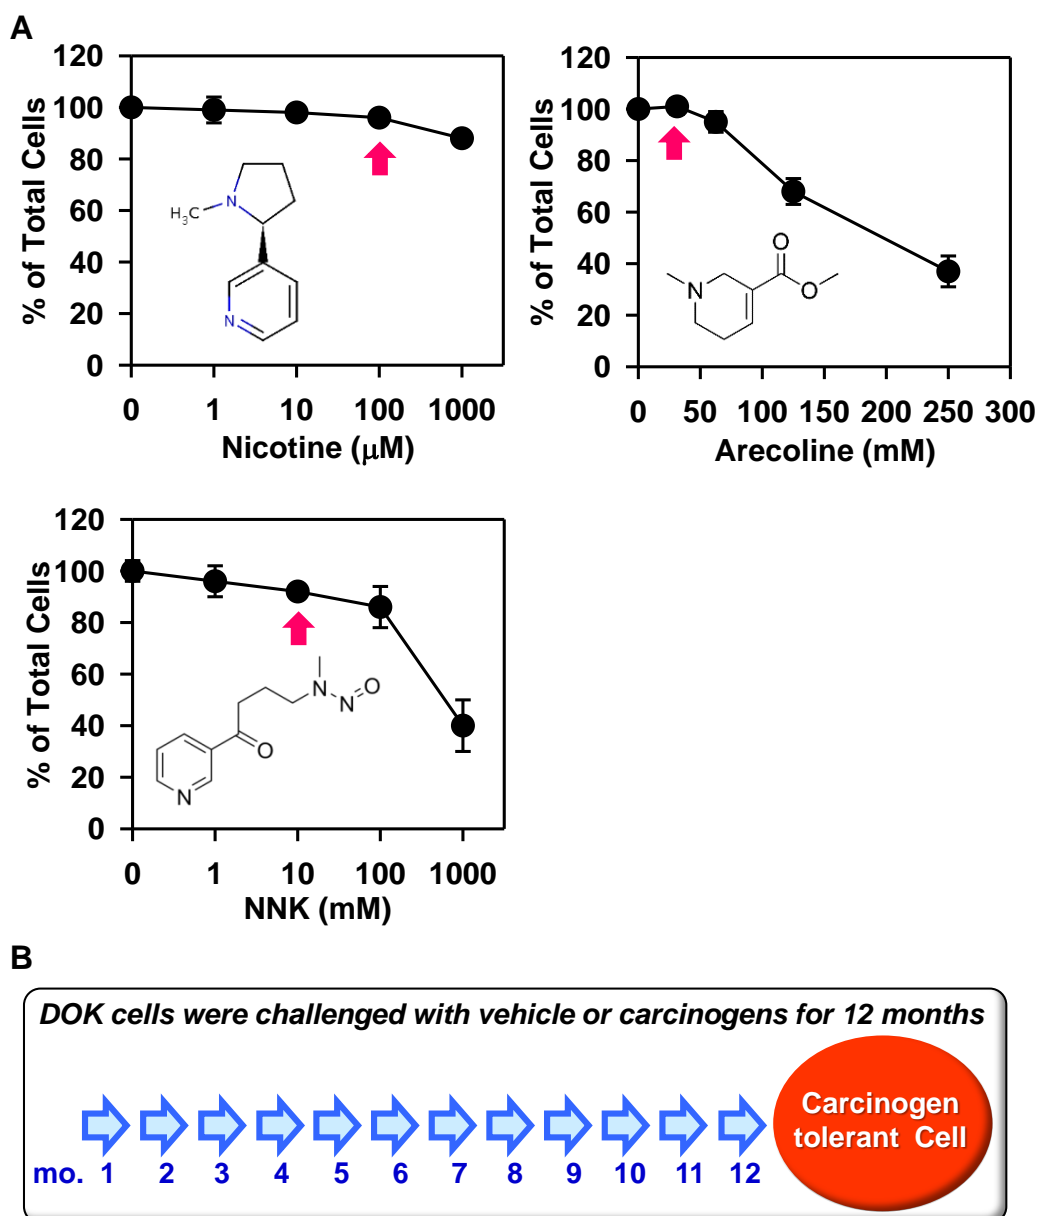 A
120
100
80
60
40
20
0
% of Total Cells
H₃C
N
N
0 1 10 100 1000
Nicotine (μM)
120
100
80
60
40
20
0
% of Total Cells
N
O
O
0 50 100 150 200 250 300
Arecoline (mM)
120
100
80
60
40
20
0
% of Total Cells
N
N
O
O
N
0 1 10 100 1000
NNK (mM)
B
DOK cells were challenged with vehicle or carcinogens for 12 months
Carcinogen
tolerant Cell
mo. 1 2 3 4 5 6 7 8 9 10 11 12